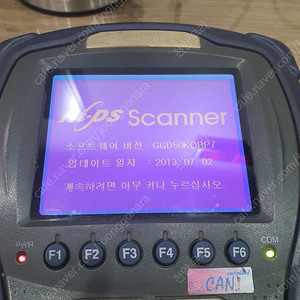 Hi-DS Scanner
소프트 웨어 버전 : GGD50KORP7
업데이트 일자 : 2013. 07. 02
계속하려면 아무 키나 누르십시오.
PWR
COM
F1 F2 F3 F4 F5 F6
CAN